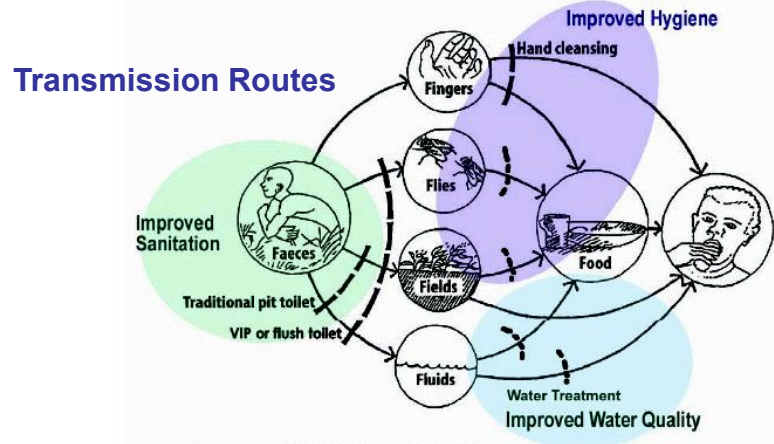 Improved Hygiene
Transmission Routes
Hand cleansing
Fingers
Flies
Improved
Sanitation
Faeces
Food
Fields
Traditional pit toilet
VIP or flush toilet
Fluids
Water Treatment
Improved Water Quality